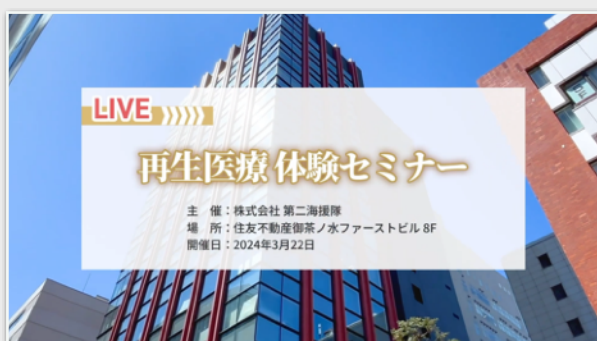 LIVE
再生医療 体験セミナー
主　催：株式会社 第二海援隊
場　所：住友不動産御茶ノ水ファーストビル 8F
開催日：2024年3月22日